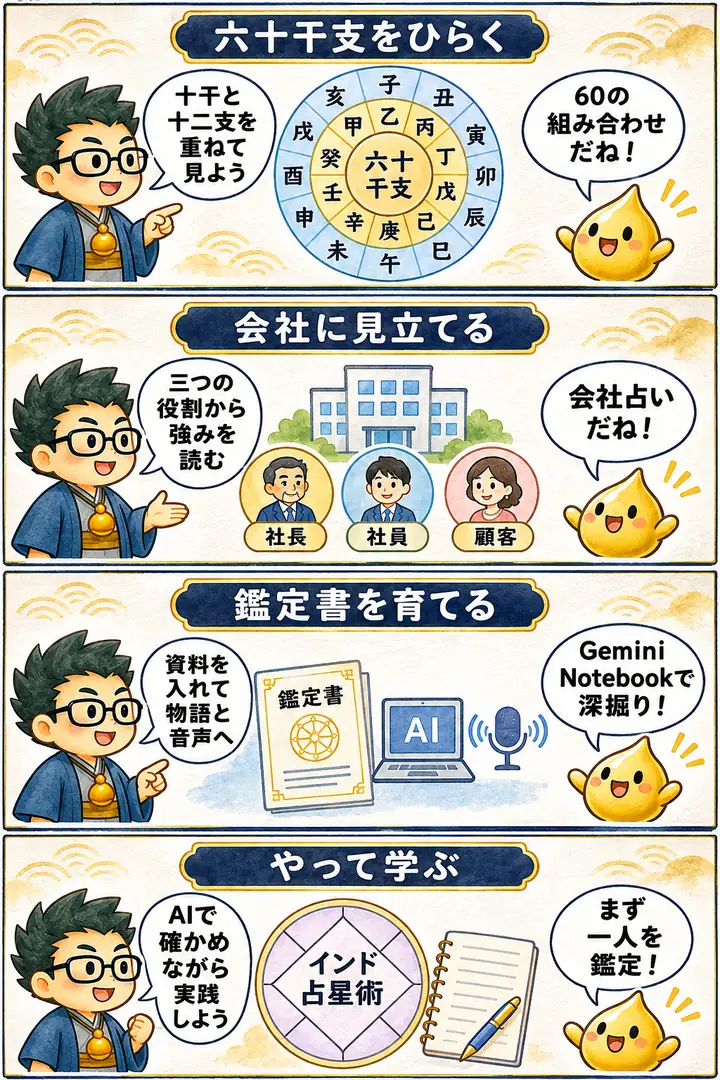 六十干支をひらく
十干と
十二支を
重ねて
見よう
子
丑
寅
卯
辰
巳
午
未
申
酉
戌
亥
甲
乙
丙
丁
戊
己
庚
辛
壬
癸
六十
干支
60の
組み合わせ
だね！
会社に見立てる
三つの
役割から
強みを
読む
社長
社員
顧客
会社占い
だね！
鑑定書を育てる
資料を
入れて
物語と
音声へ
鑑定書
AI
Gemini
Notebookで
深掘り！
やって学ぶ
AIで
確かめ
ながら
実践
しよう
インド
占星術
まず
一人を
鑑定！